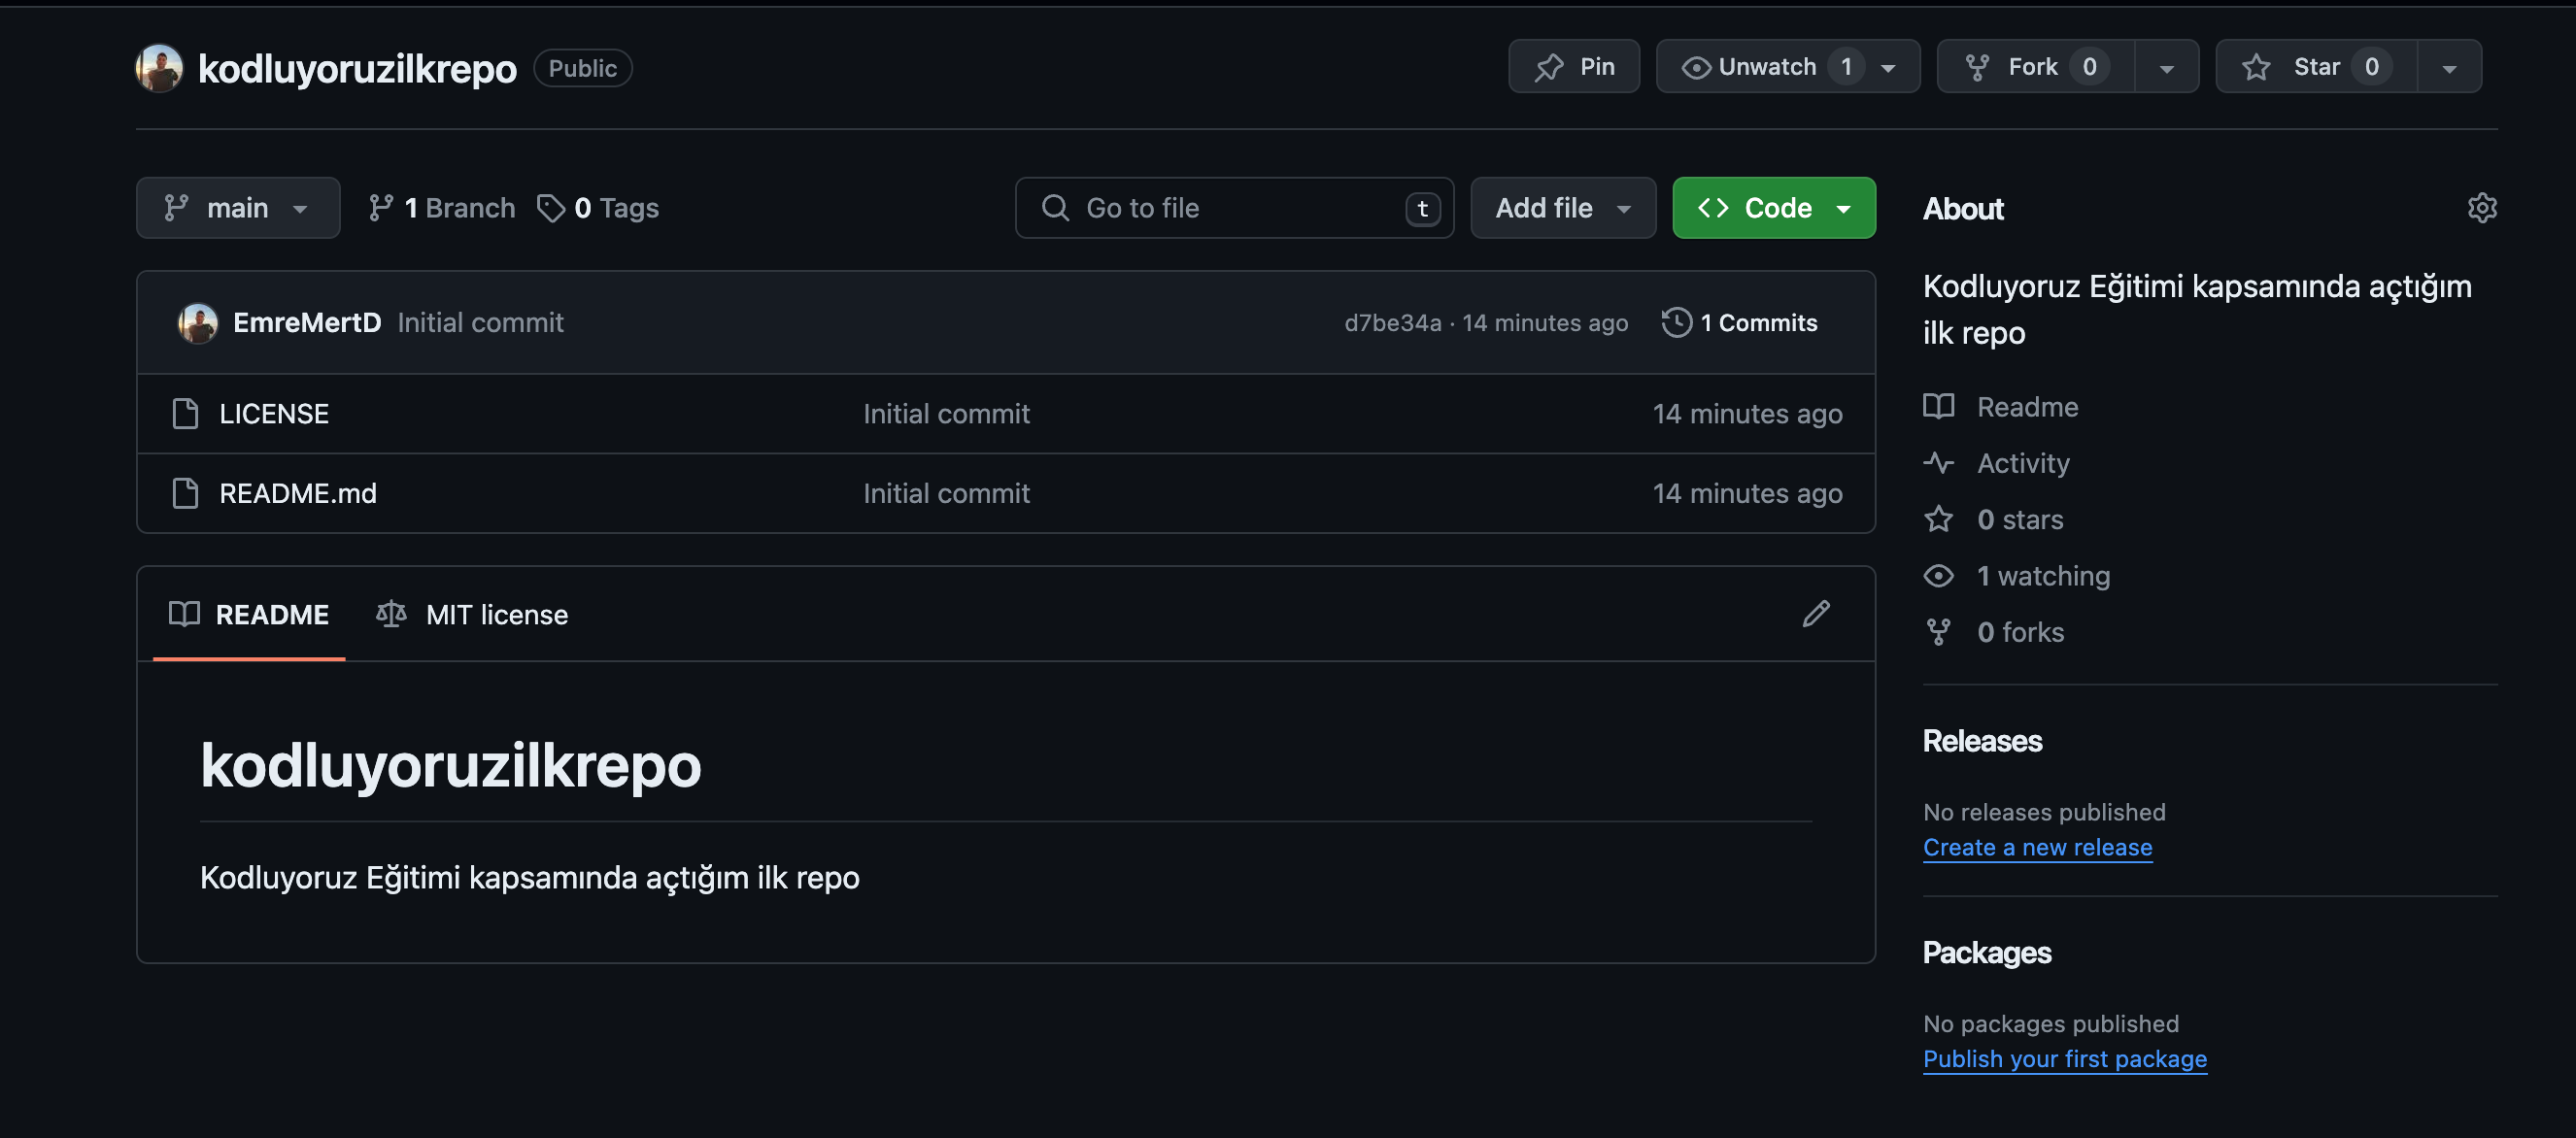 kodluyoruzilkrepo Public
Pin Unwatch 1 Fork 0 Star 0
main 1 Branch 0 Tags Go to file t Add file Code
EmreMertD Initial commit d7be34a · 14 minutes ago 1 Commits
LICENSE Initial commit 14 minutes ago
README.md Initial commit 14 minutes ago
README MIT license
kodluyoruzilkrepo
Kodluyoruz Eğitimi kapsamında açtığım ilk repo
About
Kodluyoruz Eğitimi kapsamında açtığım
ilk repo
Readme
Activity
0 stars
1 watching
0 forks
Releases
No releases published
Create a new release
Packages
No packages published
Publish your first package